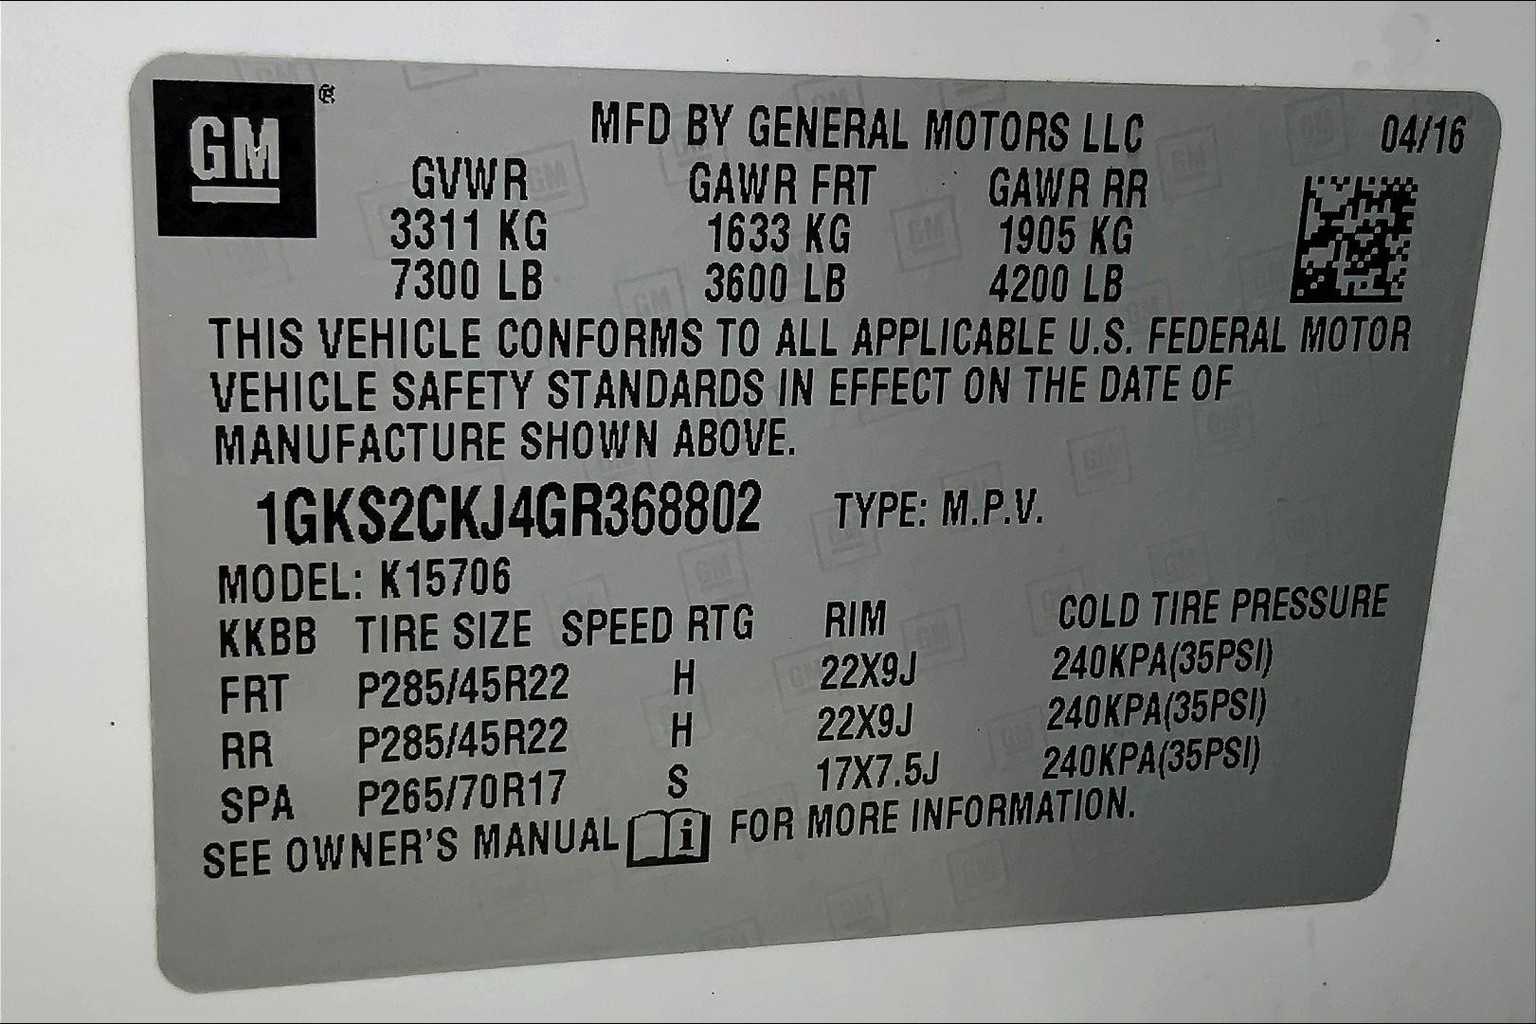 GM®
MFD BY GENERAL MOTORS LLC 04/16
GVWR GAWR FRT GAWR RR
3311 KG 1633 KG 1905 KG
7300 LB 3600 LB 4200 LB
THIS VEHICLE CONFORMS TO ALL APPLICABLE U.S. FEDERAL MOTOR
VEHICLE SAFETY STANDARDS IN EFFECT ON THE DATE OF
MANUFACTURE SHOWN ABOVE.
1GKS2CKJ4GR368802 TYPE: M.P.V.
MODEL: K15706
KKBB TIRE SIZE SPEED RTG RIM COLD TIRE PRESSURE
FRT P285/45R22 H 22X9J 240KPA(35PSI)
RR P285/45R22 H 22X9J 240KPA(35PSI)
SPA P265/70R17 S 17X7.5J 240KPA(35PSI)
SEE OWNER'S MANUAL i FOR MORE INFORMATION.